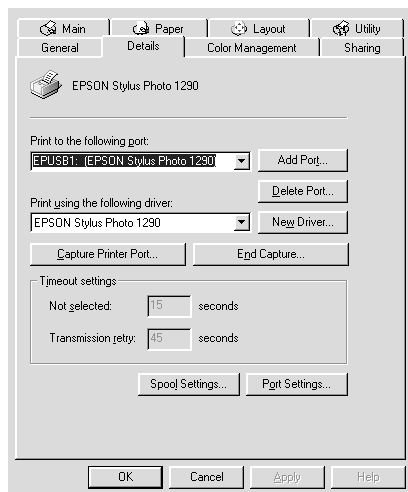 Main Paper Layout Utility
General Details Color Management Sharing
EPSON Stylus Photo 1290
Print to the following port:
EPUSB1: (EPSON Stylus Photo 1290) Add Port...
Delete Port...
Print using the following driver:
EPSON Stylus Photo 1290 New Driver...
Capture Printer Port... End Capture...
Timeout settings
Not selected: 15 seconds
Transmission retry: 45 seconds
Spool Settings... Port Settings...
OK Cancel Apply Help